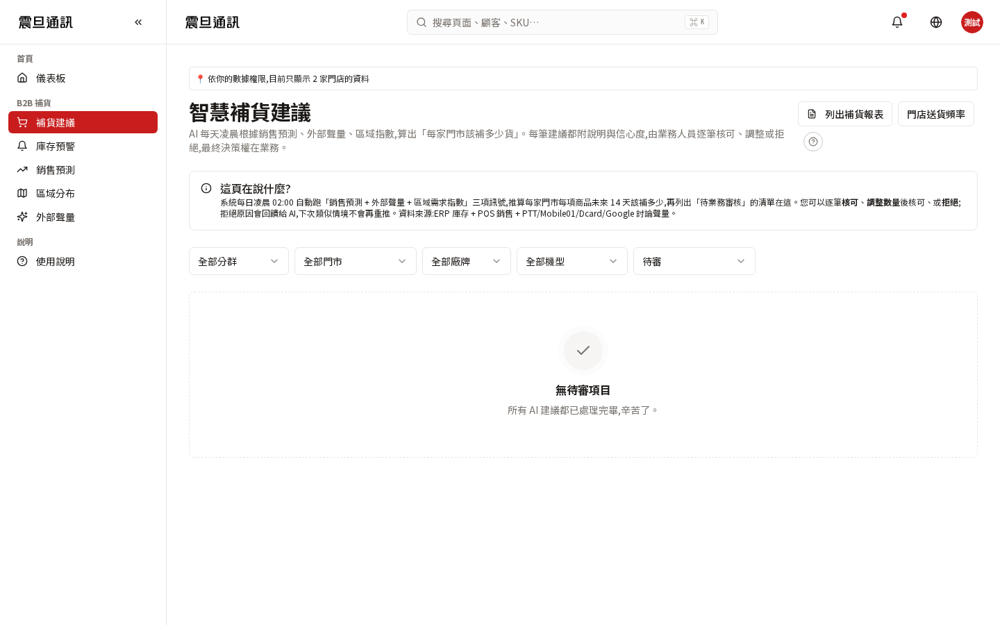 震旦通訊
首頁
儀表板
B2B 補貨
補貨建議
庫存預警
銷售預測
區域分布
外部聲量
說明
使用說明
震旦通訊
搜尋頁面、顧客、SKU…
⌘ K
測試
📍 依你的數據權限,目前只顯示 2 家門店的資料
智慧補貨建議
列出補貨報表
門店送貨頻率
AI 每天凌晨根據銷售預測、外部聲量、區域指數,算出「每家門市該補多少貨」。每筆建議都附說明與信心度,由業務人員逐筆核可、調整或拒
絕,最終決策權在業務。
這頁在說什麼?
系統每日凌晨 02:00 自動跑「銷售預測 + 外部聲量 + 區域需求指數」三項訊號,推算每家門市每項商品未來 14 天該補多少,再列出「待業務審核」的清單在這。您可以逐筆核可、調整數量後核可、或拒絕;
拒絕原因會回饋給 AI,下次類似情境不會再重推。資料來源:ERP 庫存 + POS 銷售 + PTT/Mobile01/Dcard/Google 討論聲量。
全部分群
全部門市
全部廠牌
全部機型
待審
無待審項目
所有 AI 建議都已處理完畢,辛苦了。